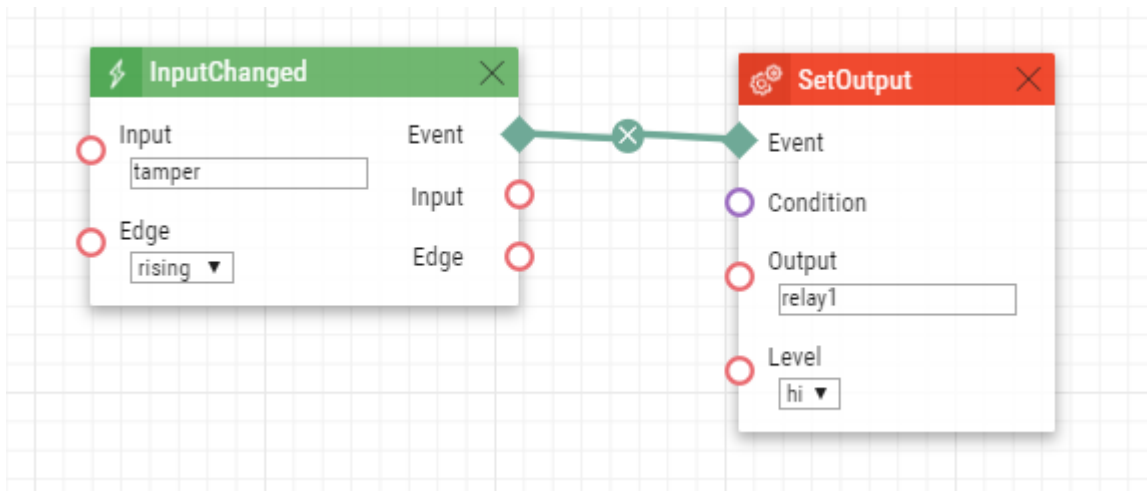 InputChanged
Input
tamper
Edge
rising
Event
Input
Edge
SetOutput
Event
Condition
Output
relay1
Level
hi